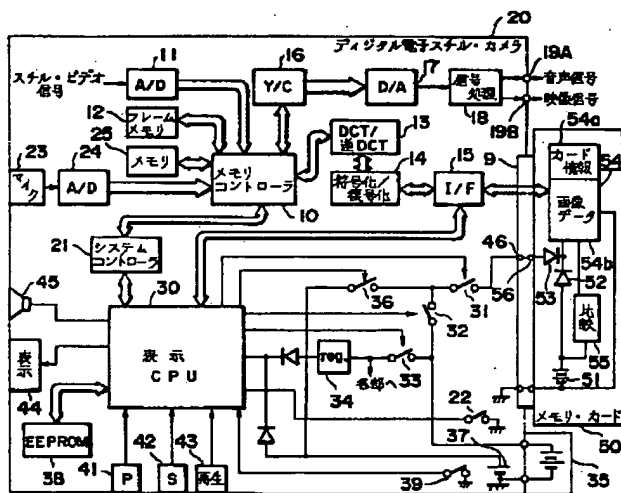 20
ディジタル電子スチル・カメラ
11
16
17
19A
スチル・ビデオ
信号
A/D
Y/C
D/A
信号
処理
音声信号
映像信号
18
19B
12
フレーム
メモリ
25
メモリ
DCT/
逆DCT
13
54a
23
24
マイク
A/D
メモリ
コントローラ
10
符号化/
復号化
14
15
I/F
9
カード
情報
54
画像
データ
54b
21
システム
コントローラ
46
56
53
52
45
30
36
31
32
比較
55
表示
CPU
reg.
34
33
各部へ
51
44
表示
22
メモリ・カード
50
EEPROM
38
37
35
41
P
42
S
43
再生
39